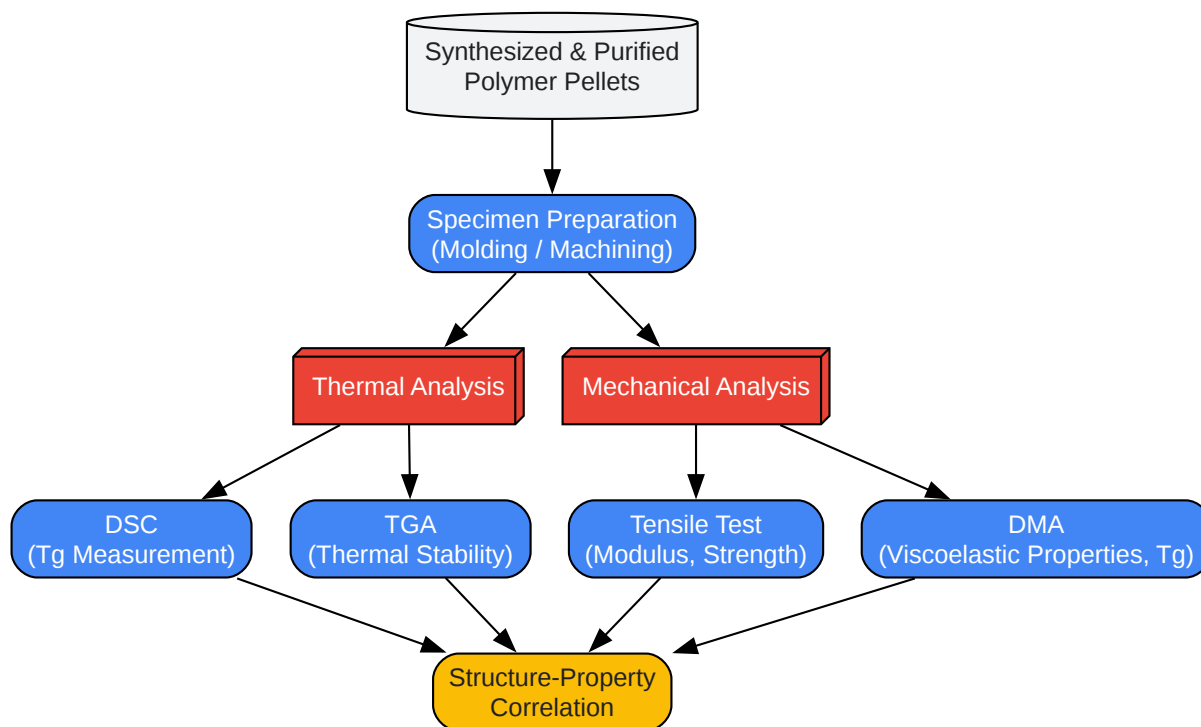 Synthesized & Purified
Polymer Pellets
Specimen Preparation
(Molding / Machining)
Thermal Analysis
Mechanical Analysis
DSC
(Tg Measurement)
TGA
(Thermal Stability)
Tensile Test
(Modulus, Strength)
DMA
(Viscoelastic Properties, Tg)
Structure-Property
Correlation